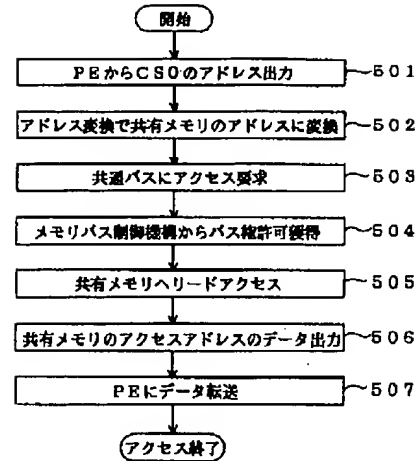 開始
PEからCS0のアドレス出力 501
アドレス変換で共有メモリのアドレスに変換 502
共通バスにアクセス要求 503
メモリバス制御機構からバス権許可獲得 504
共有メモリへリードアクセス 505
共有メモリのアクセスアドレスのデータ出力 506
PEにデータ転送 507
アクセス終了